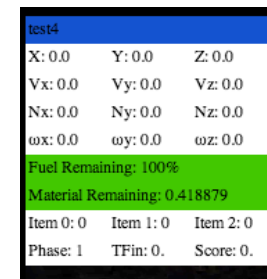 test4
X: 0.0 Y: 0.0 Z: 0.0
Vx: 0.0 Vy: 0.0 Vz: 0.0
Nx: 0.0 Ny: 0.0 Nz: 0.0
ωx: 0.0 ωy: 0.0 ωz: 0.0
Fuel Remaining: 100%
Material Remaining: 0.418879
Item 0: 0 Item 1: 0 Item 2: 0
Phase: 1 TFin: 0. Score: 0.